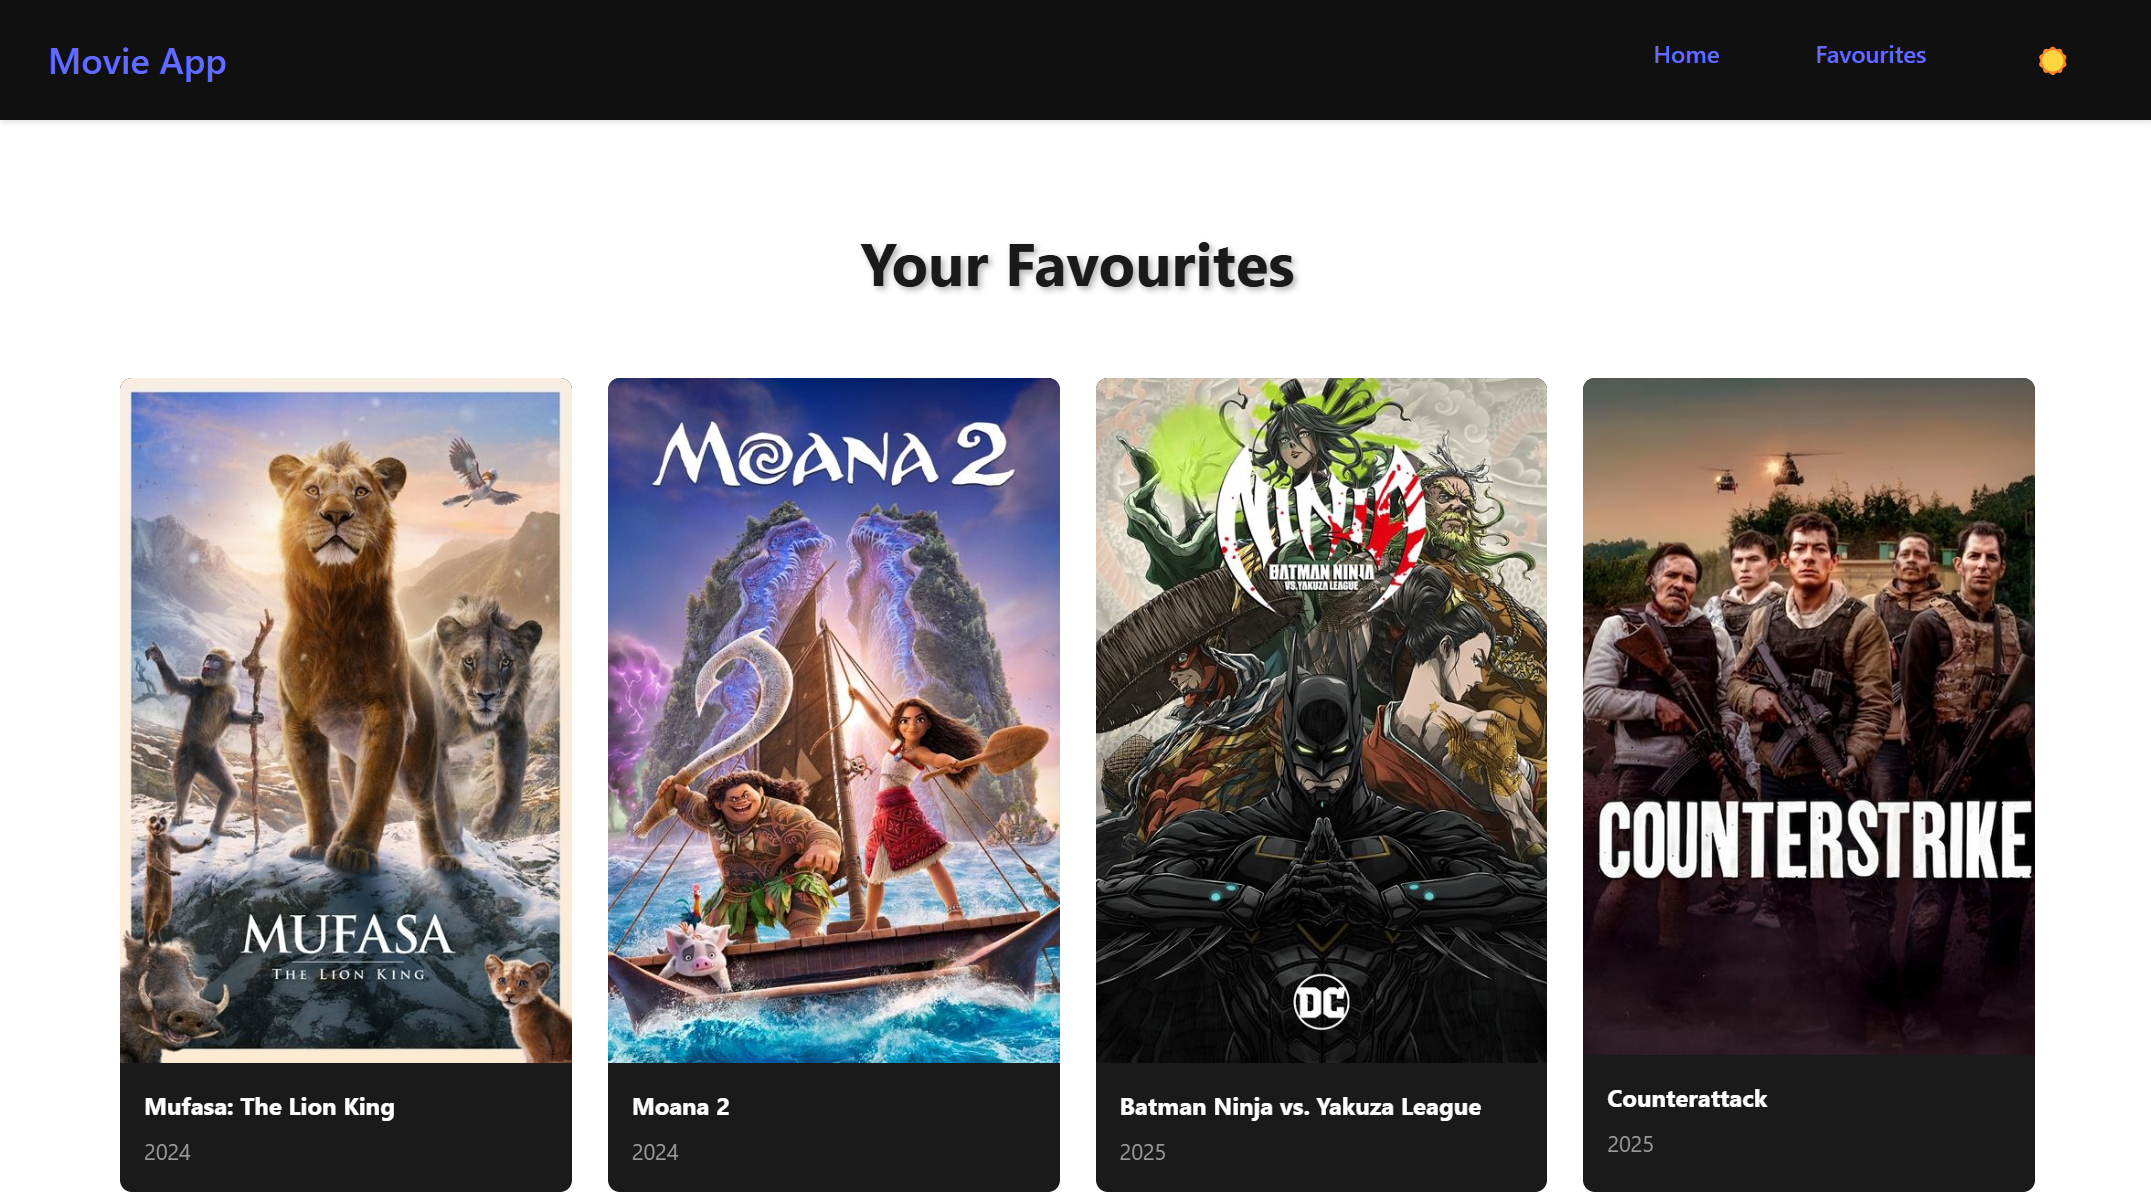 Movie App
Home
Favourites
Your Favourites
MUFASA
THE LION KING
MOANA 2
NINJA
BATMAN NINJA
VS. YAKUZA LEAGUE
DC
COUNTERSTRIKE
Mufasa: The Lion King
2024
Moana 2
2024
Batman Ninja vs. Yakuza League
2025
Counterattack
2025